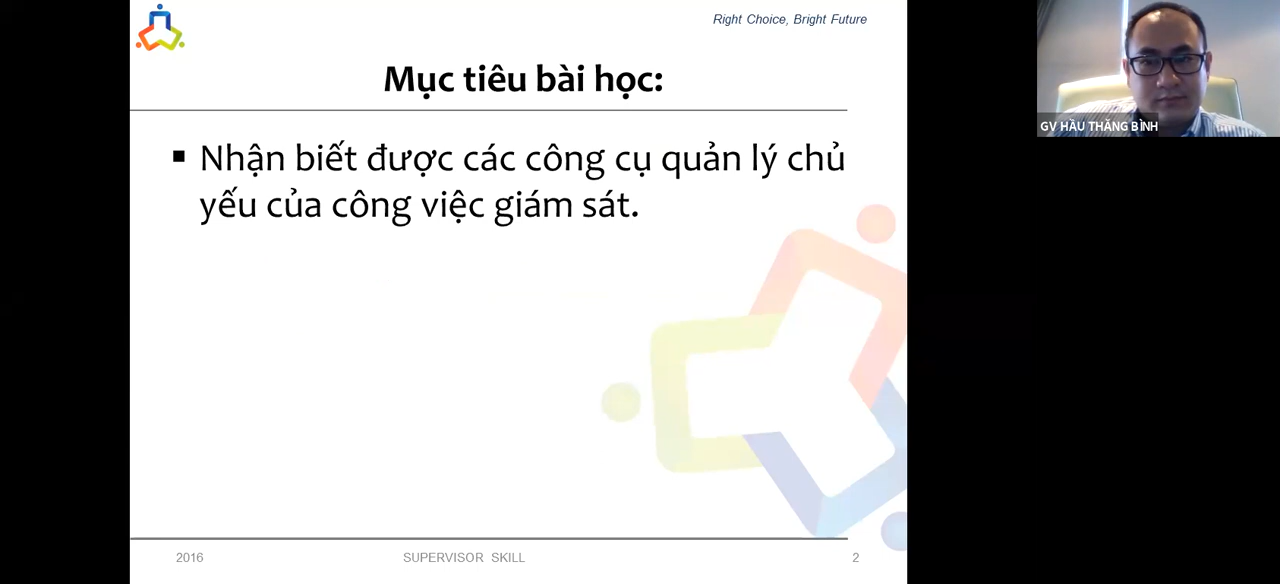 Right Choice, Bright Future
Mục tiêu bài học:
▪ Nhận biết được các công cụ quản lý chủ
yếu của công việc giám sát.
2016 SUPERVISOR SKILL 2
GV HẦU THĂNG BÌNH